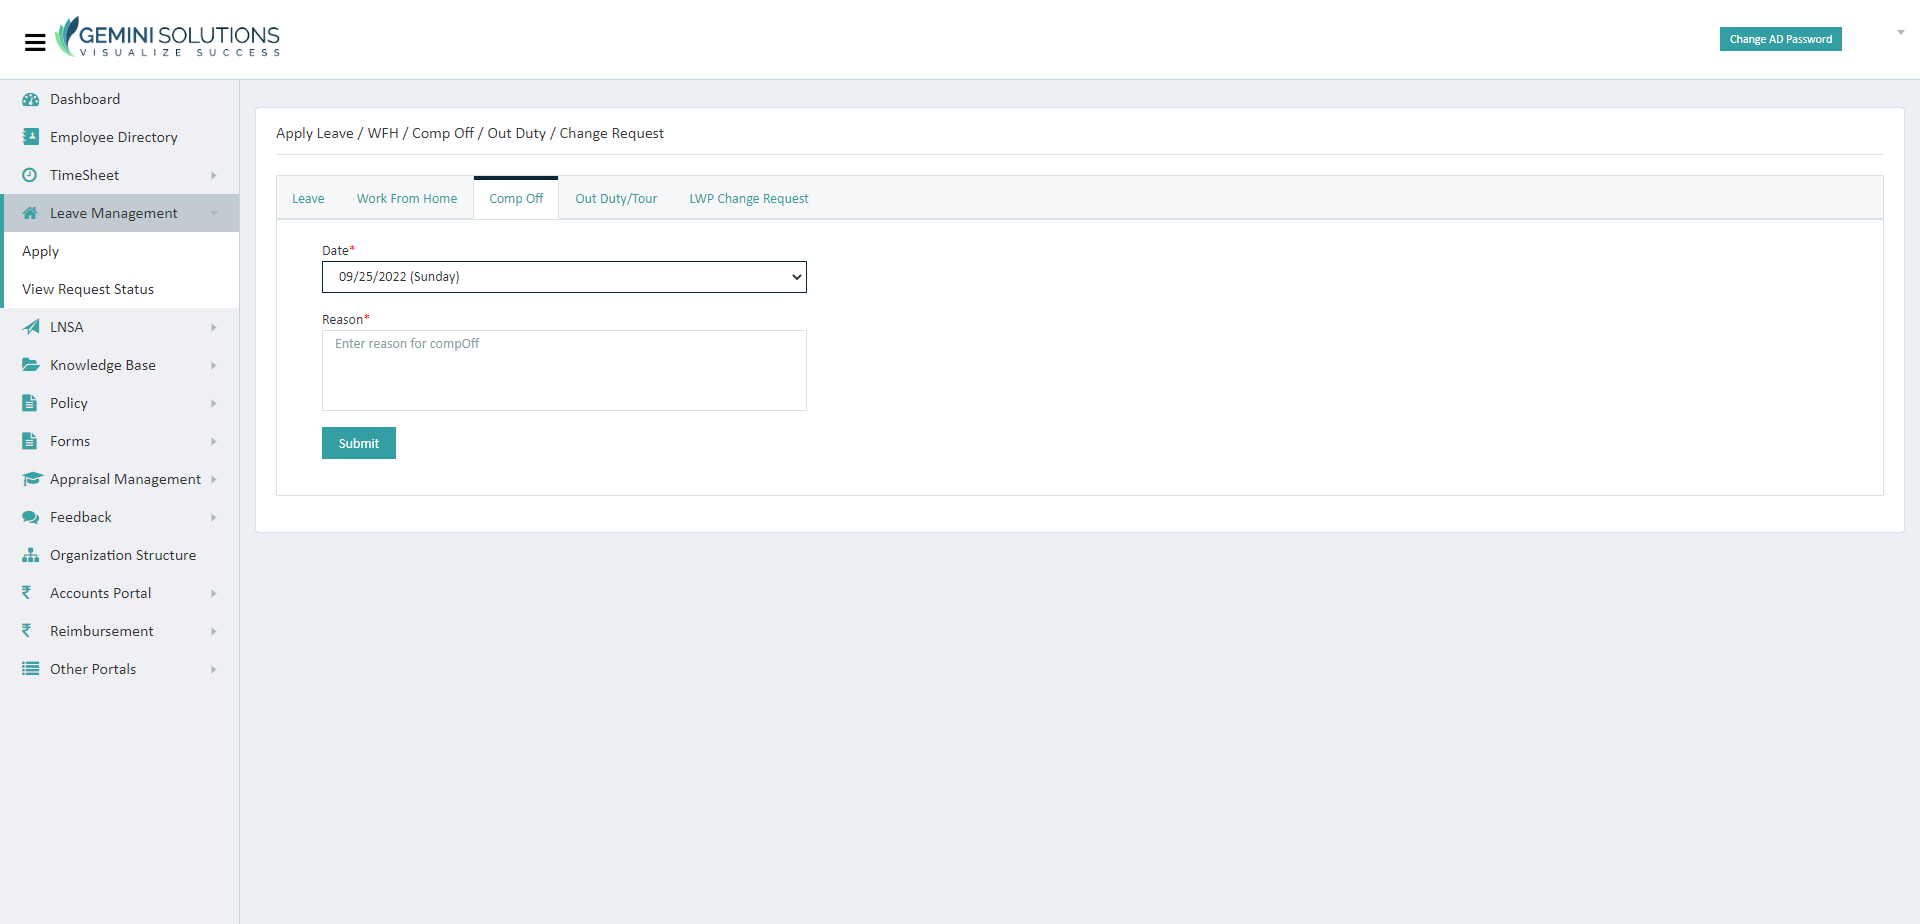 GEMINI SOLUTIONS
VISUALIZE SUCCESS
Change AD Password
Dashboard
Employee Directory
TimeSheet
Leave Management
Apply
View Request Status
LNSA
Knowledge Base
Policy
Forms
Appraisal Management
Feedback
Organization Structure
Accounts Portal
Reimbursement
Other Portals
Apply Leave / WFH / Comp Off / Out Duty / Change Request
Leave Work From Home Comp Off Out Duty/Tour LWP Change Request
Date*
09/25/2022 (Sunday)
Reason*
Enter reason for compOff
Submit